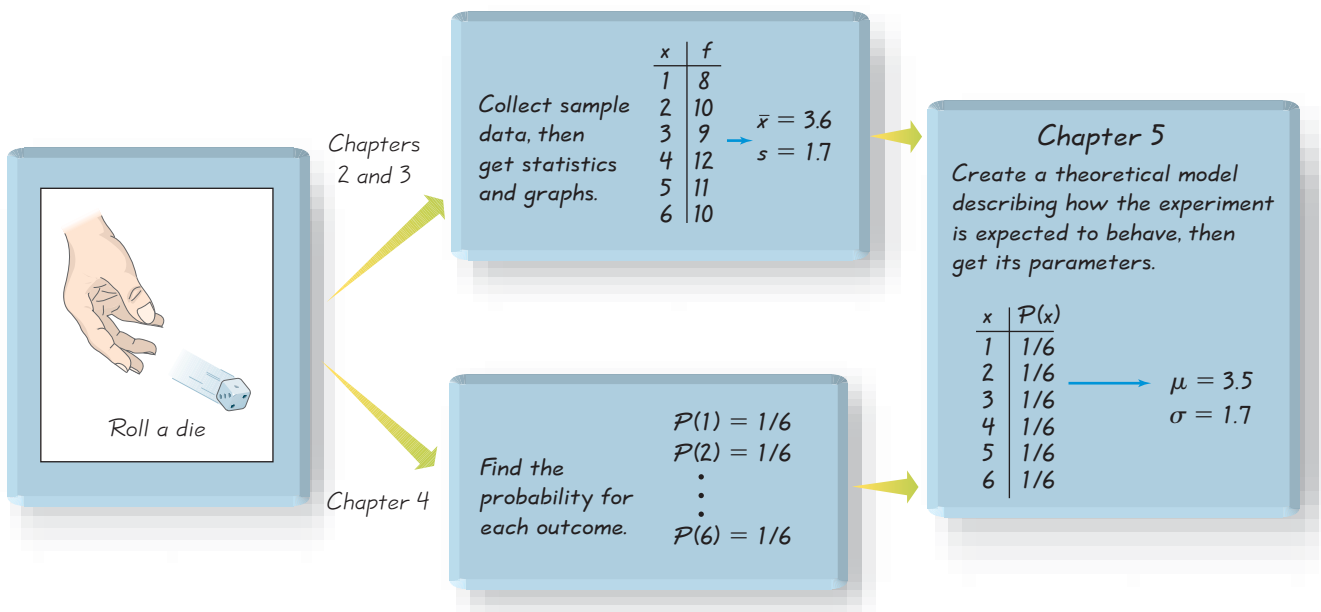 Roll a die
Chapters
2 and 3
Collect sample
data, then
get statistics
and graphs.
x f
1 8
2 10
3 9
4 12
5 11
6 10
x̄ = 3.6
s = 1.7
Chapter 4
Find the
probability for
each outcome.
P(1) = 1/6
P(2) = 1/6
•
•
•
P(6) = 1/6
Chapter 5
Create a theoretical model
describing how the experiment
is expected to behave, then
get its parameters.
x P(x)
1 1/6
2 1/6
3 1/6
4 1/6
5 1/6
6 1/6
μ = 3.5
σ = 1.7